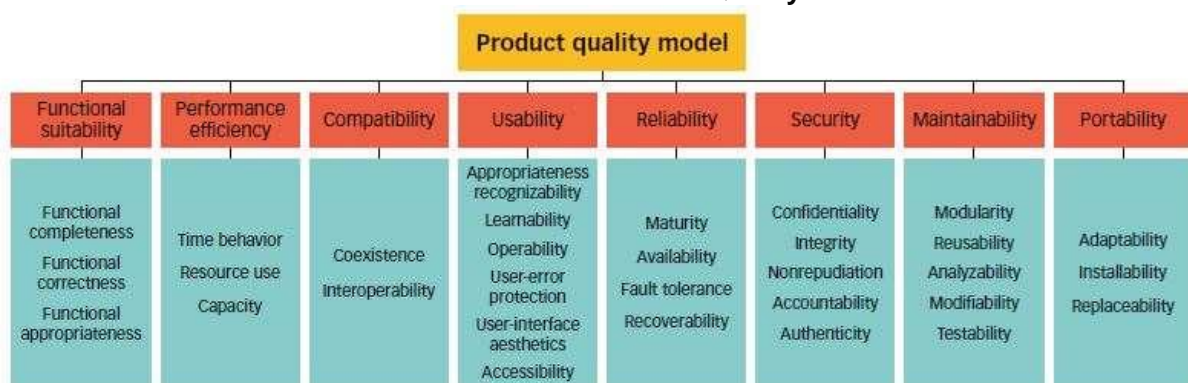 Product quality model
Functional
suitability
Performance
efficiency
Compatibility
Usability
Reliability
Security
Maintainability
Portability
Functional
completeness
Functional
correctness
Functional
appropriateness
Time behavior
Resource use
Capacity
Coexistence
Interoperability
Appropriateness
recognizability
Learnability
Operability
User-error
protection
User-interface
aesthetics
Accessibility
Maturity
Availability
Fault tolerance
Recoverability
Confidentiality
Integrity
Nonrepudiation
Accountability
Authenticity
Modularity
Reusability
Analyzability
Modifiability
Testability
Adaptability
Installability
Replaceability